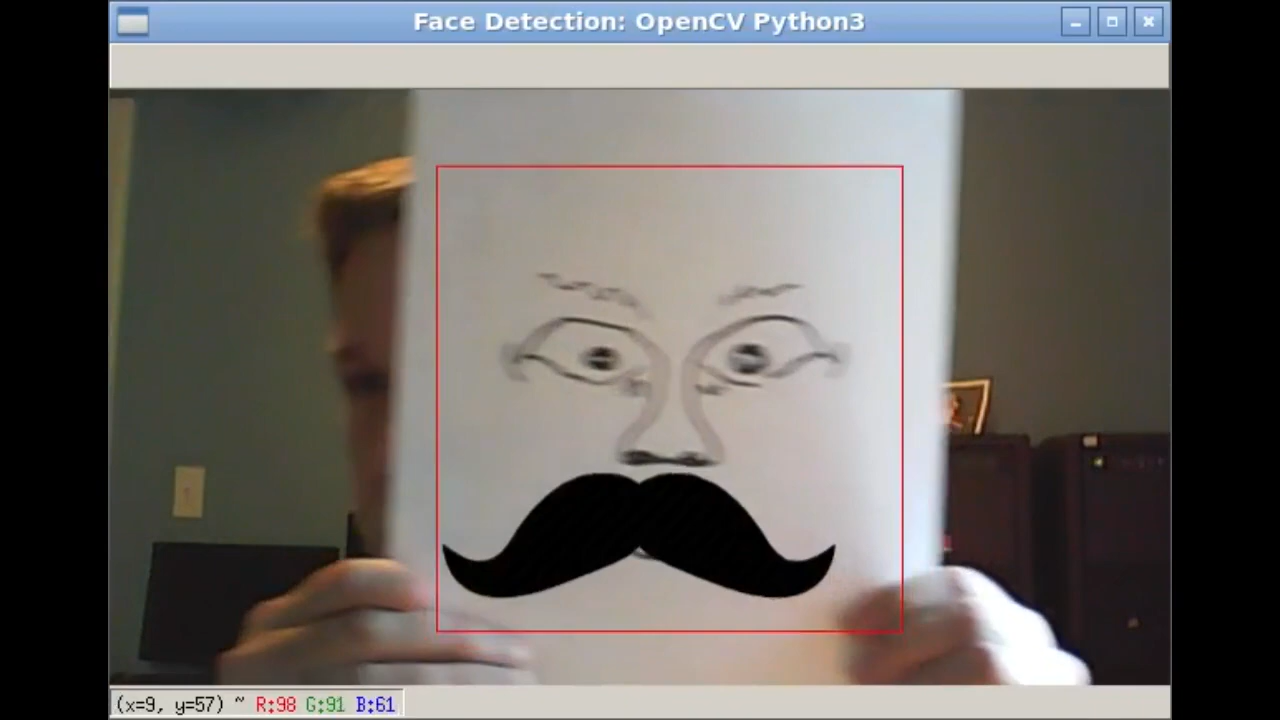 Face Detection: OpenCV Python3
(x=9, y=57) ~ R:98 G:91 B:61